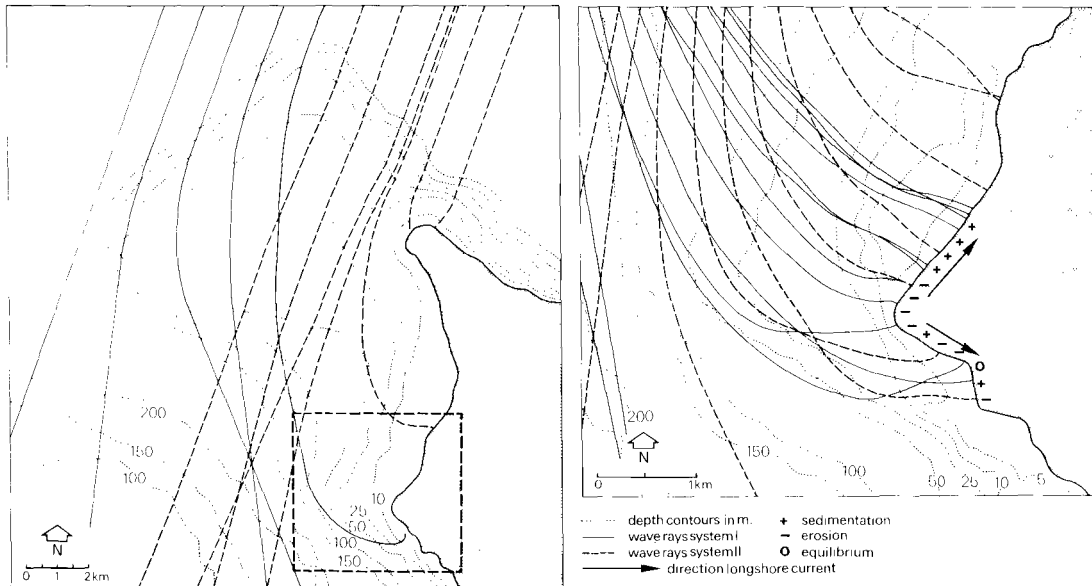 200
150
100
10
25
50
100
150
N
0 1 2km
+
+
+
+
+
−
−
−
−
+
−
−
O
+
−
200
N
0 1km
150
100
50 25 10 5
depth contours in m.
wave rays system I
wave rays system II
direction longshore current
+ sedimentation
− erosion
O equilibrium